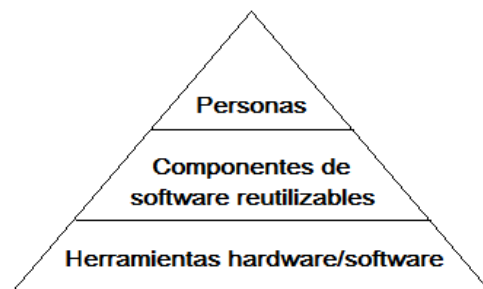 Personas
Componentes de
software reutilizables
Herramientas hardware/software